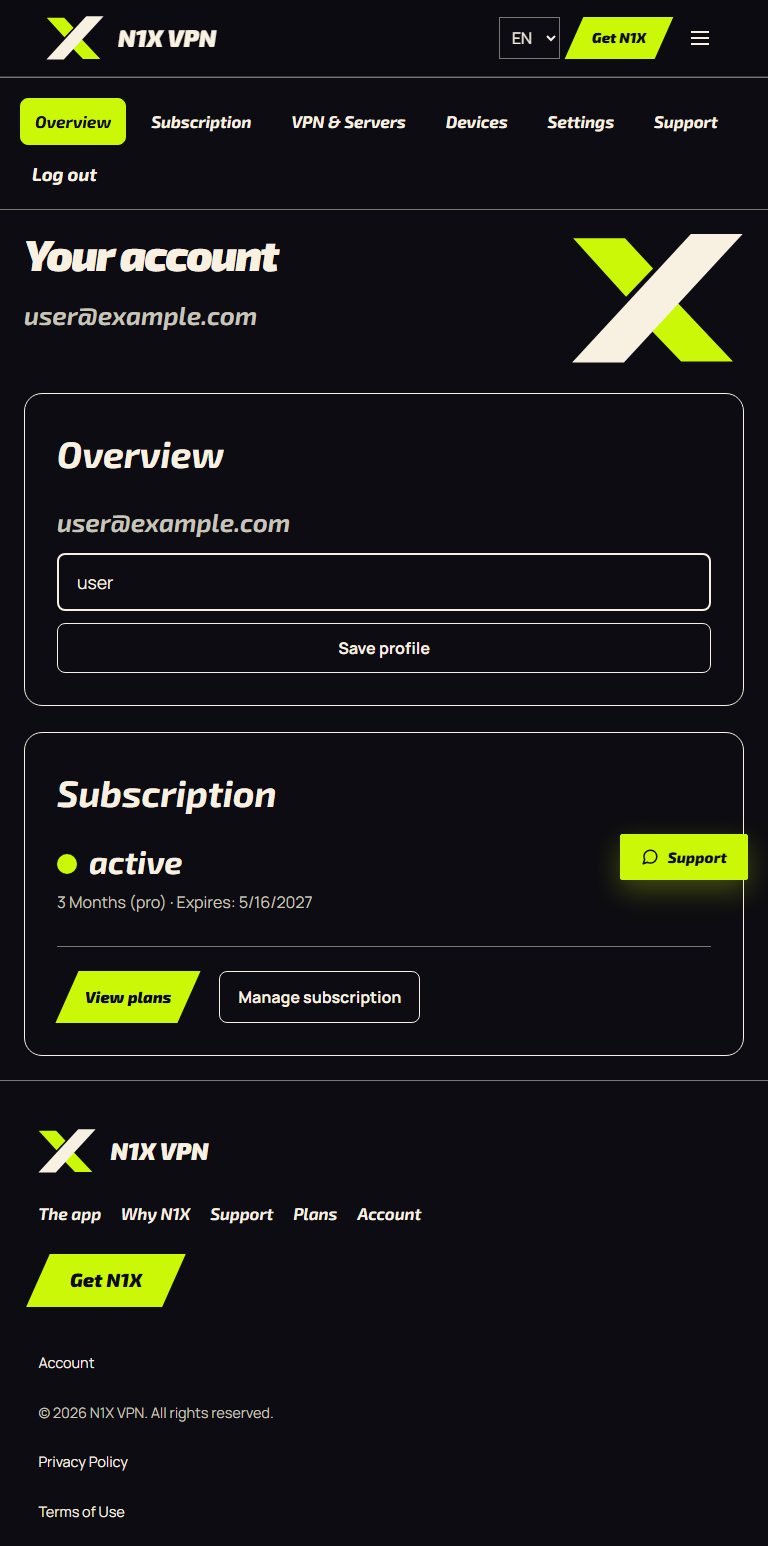 N1X VPN
EN
Get N1X
Overview
Subscription
VPN & Servers
Devices
Settings
Support
Log out
Your account
user@example.com
Overview
user@example.com
user
Save profile
Subscription
active
Support
3 Months (pro) · Expires: 5/16/2027
View plans
Manage subscription
N1X VPN
The app
Why N1X
Support
Plans
Account
Get N1X
Account
© 2026 N1X VPN. All rights reserved.
Privacy Policy
Terms of Use